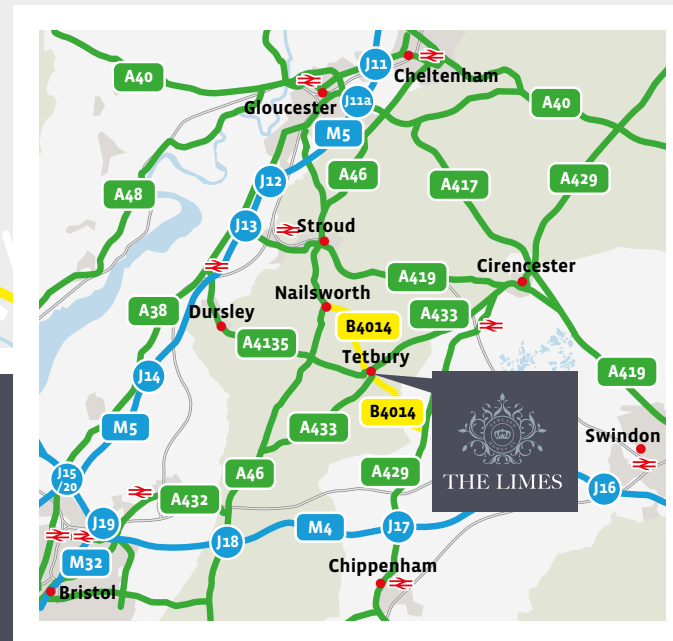 J11
Cheltenham
A40
Gloucester
J11a
A40
M5
J12
A46
A417
A429
A48
J13
Stroud
Cirencester
A419
Nailsworth
A38
Dursley
B4014
A433
A4135
Tetbury
J14
A419
B4014
M5
A433
THE LIMES
Swindon
J15
/20
A46
A429
A432
J16
J19
M4
J17
J18
M32
Chippenham
Bristol